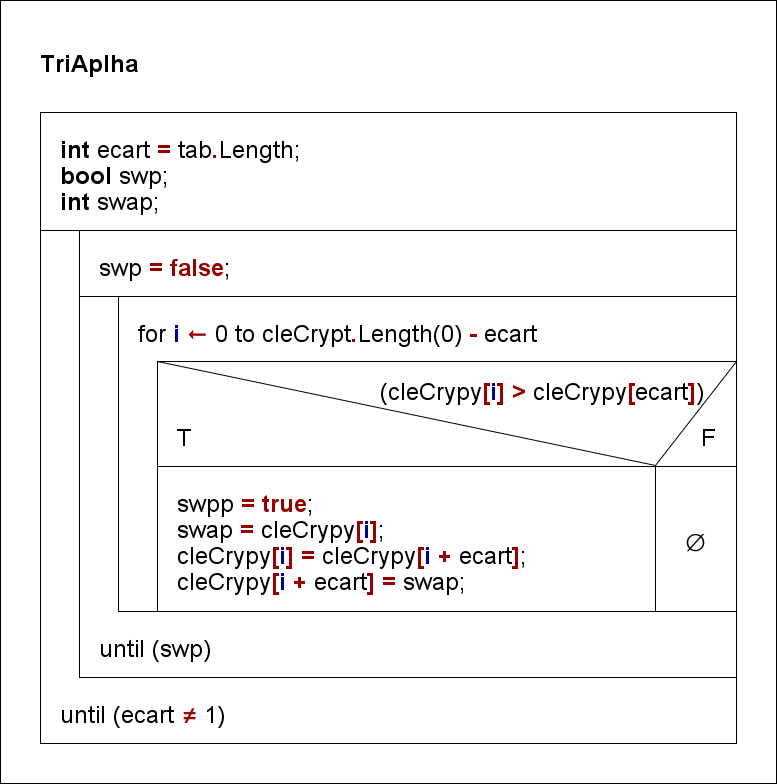 TriAplha
int ecart = tab.Length;
bool swp;
int swap;
swp = false;
for i ← 0 to cleCrypt.Length(0) - ecart
(cleCrypy[i] > cleCrypy[ecart])
T F
swpp = true;
swap = cleCrypy[i];
cleCrypy[i] = cleCrypy[i + ecart];
cleCrypy[i + ecart] = swap;
∅
until (swp)
until (ecart ≠ 1)